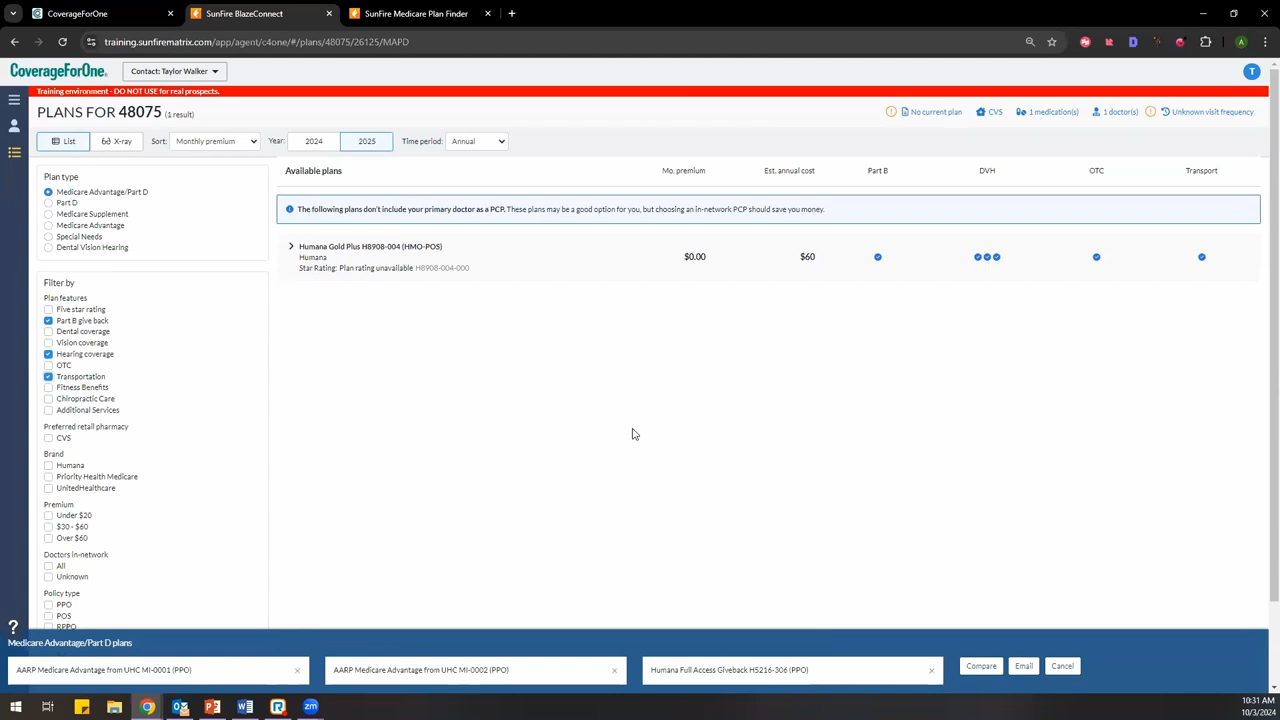 CoverageForOne
SunFire BlazeConnect
SunFire Medicare Plan Finder
training.sunfirematrix.com/app/agent/c4one/#/plans/48075/26125/MAPD
A
CoverageForOne
Contact: Taylor Walker
T
Training environment - DO NOT USE for real prospects.
PLANS FOR 48075 (1 result)
No current plan
CVS
1 medication(s)
1 doctor(s)
Unknown visit frequency
List
X-ray
Sort:
Monthly premium
Year:
2024
2025
Time period:
Annual
Plan type
Medicare Advantage/Part D
Part D
Medicare Supplement
Medicare Advantage
Special Needs
Dental Vision Hearing
Filter by
Plan features
Five star rating
Part B give back
Dental coverage
Vision coverage
Hearing coverage
OTC
Transportation
Fitness Benefits
Chiropractic Care
Additional Services
Preferred retail pharmacy
CVS
Brand
Humana
Priority Health Medicare
UnitedHealthcare
Premium
Under $20
$30 - $60
Over $60
Doctors in-network
All
Unknown
Policy type
PPO
POS
RPPO
Available plans
Mo. premium
Est. annual cost
Part B
DVH
OTC
Transport
The following plans don't include your primary doctor as a PCP. These plans may be a good option for you, but choosing an in-network PCP should save you money.
Humana Gold Plus H8908-004 (HMO-POS)
Humana
Star Rating: Plan rating unavailable H8908-004-000
$0.00
$60
?
Medicare Advantage/Part D plans
AARP Medicare Advantage from UHC MI-0001 (PPO)
AARP Medicare Advantage from UHC MI-0002 (PPO)
Humana Full Access Giveback H5216-306 (PPO)
Compare
Email
Cancel
10:31 AM
10/3/2024